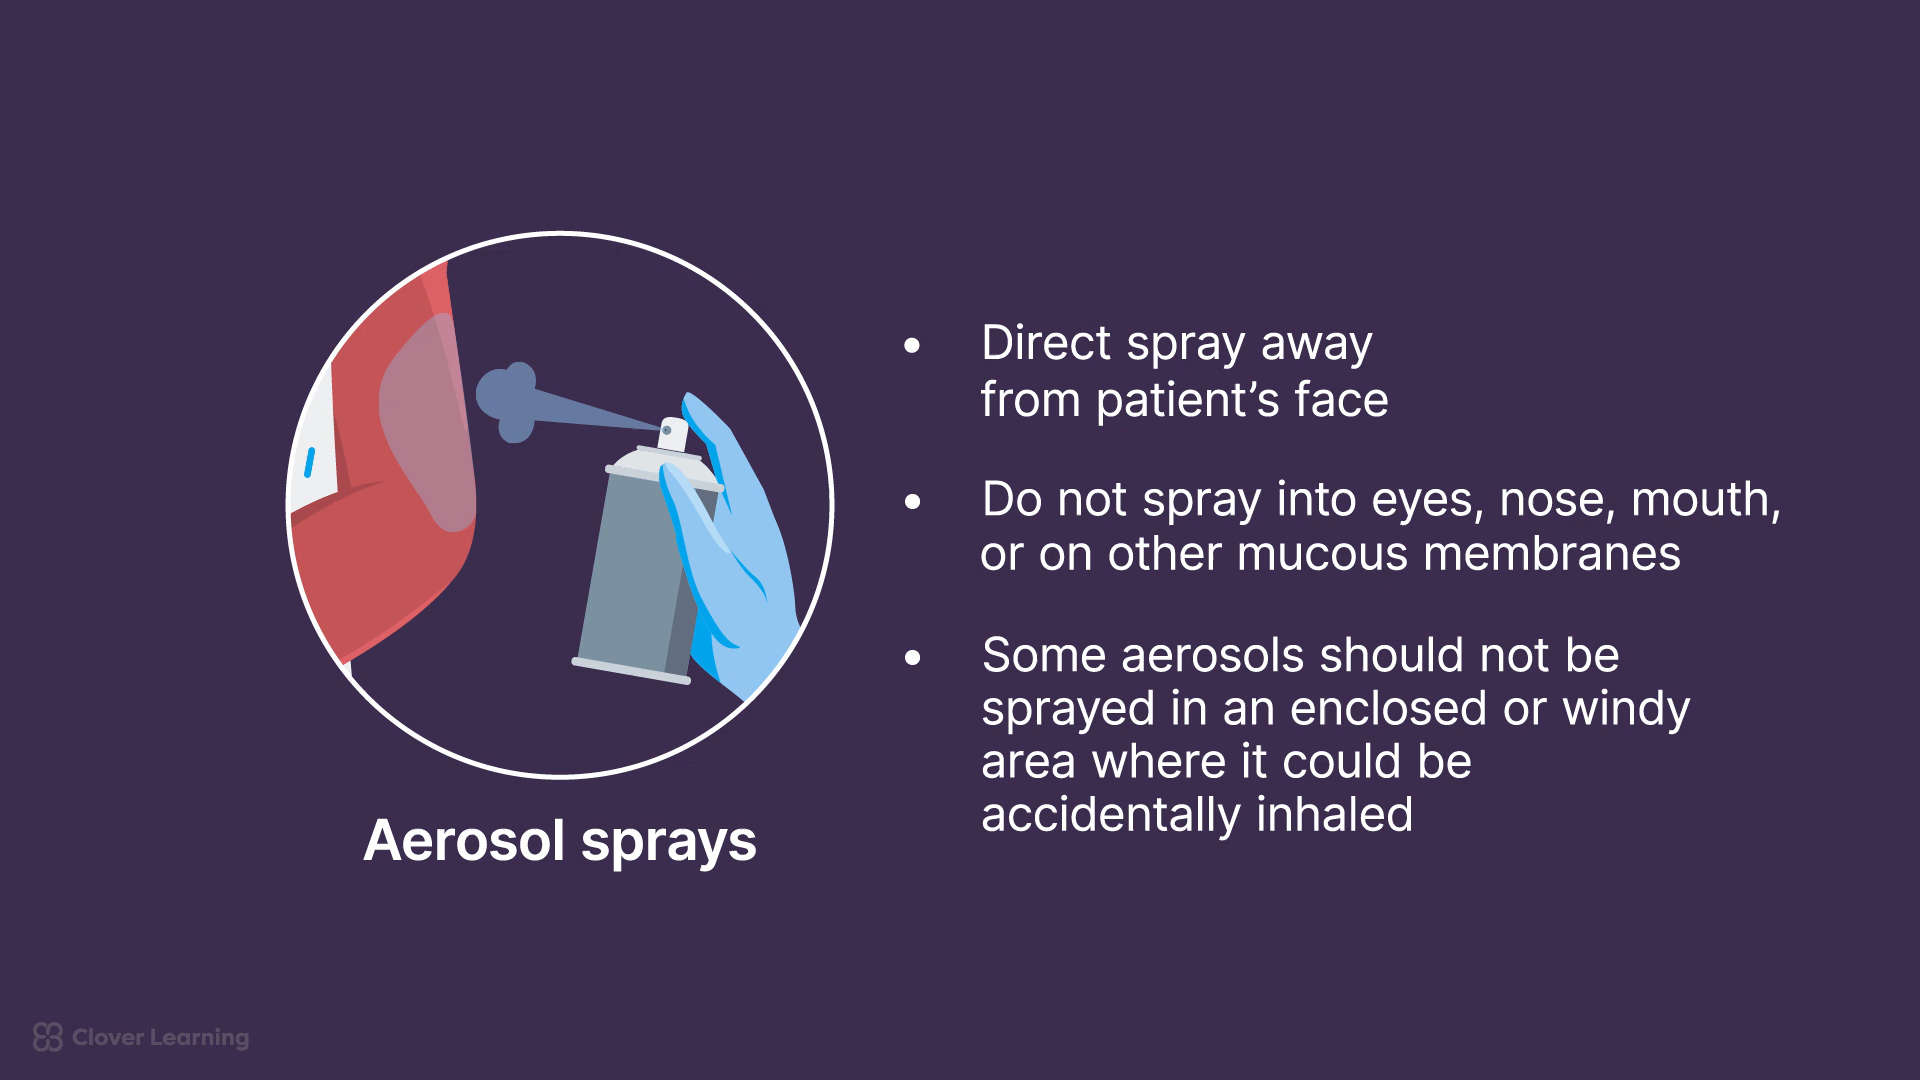 Direct spray away
from patient’s face
Do not spray into eyes, nose, mouth,
or on other mucous membranes
Some aerosols should not be
sprayed in an enclosed or windy
area where it could be
accidentally inhaled
Aerosol sprays
Clover Learning